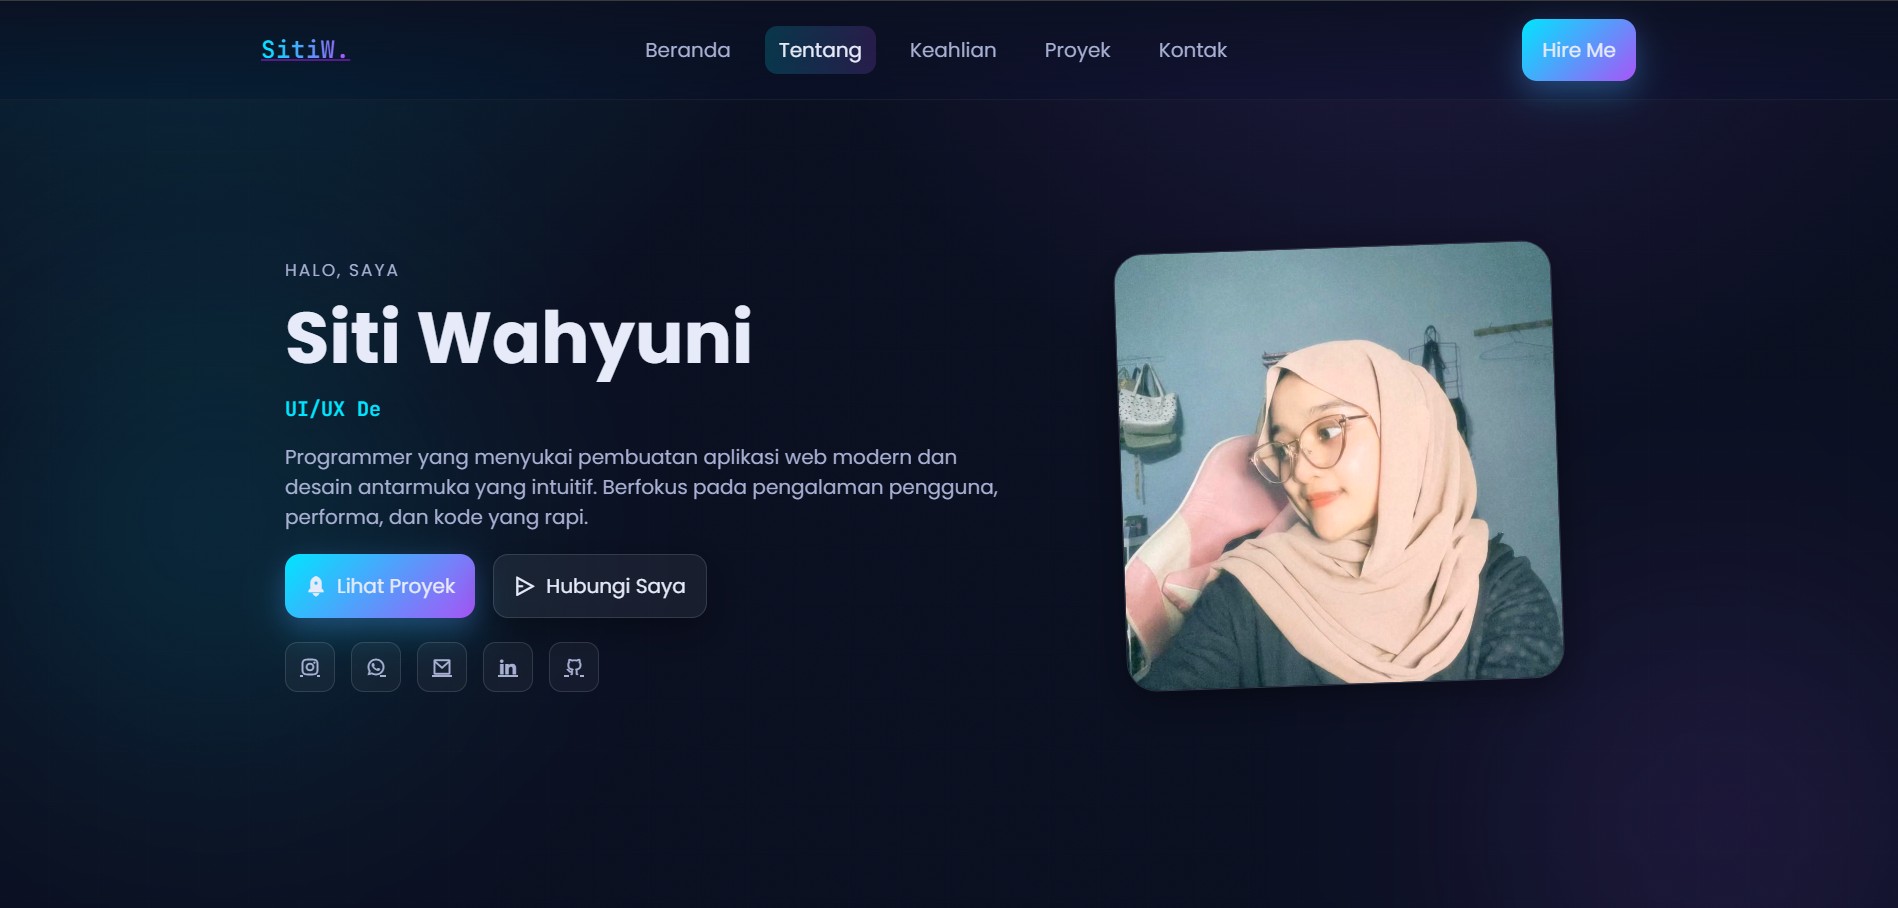 SitiW.
Beranda
Tentang
Keahlian
Proyek
Kontak
Hire Me
HALO, SAYA
Siti Wahyuni
UI/UX De
Programmer yang menyukai pembuatan aplikasi web modern dan
desain antarmuka yang intuitif. Berfokus pada pengalaman pengguna,
performa, dan kode yang rapi.
Lihat Proyek
Hubungi Saya